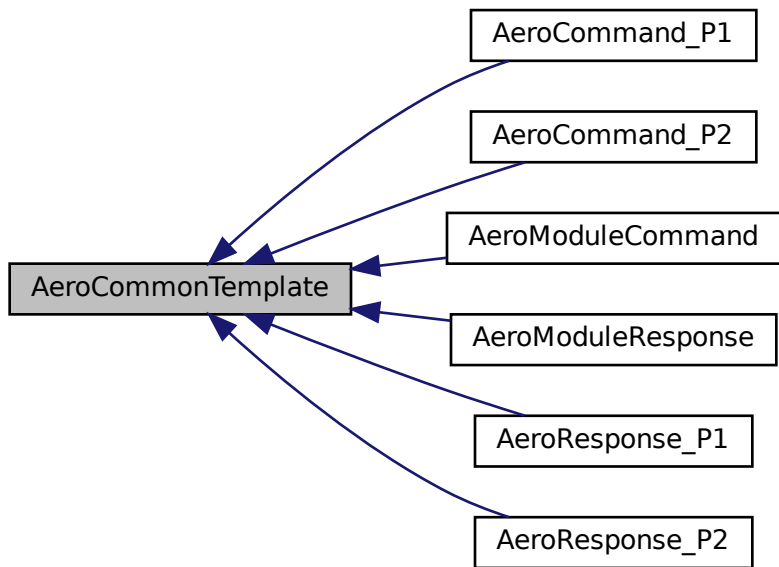 AeroCommand_P1
AeroCommand_P2
AeroModuleCommand
AeroCommonTemplate
AeroModuleResponse
AeroResponse_P1
AeroResponse_P2